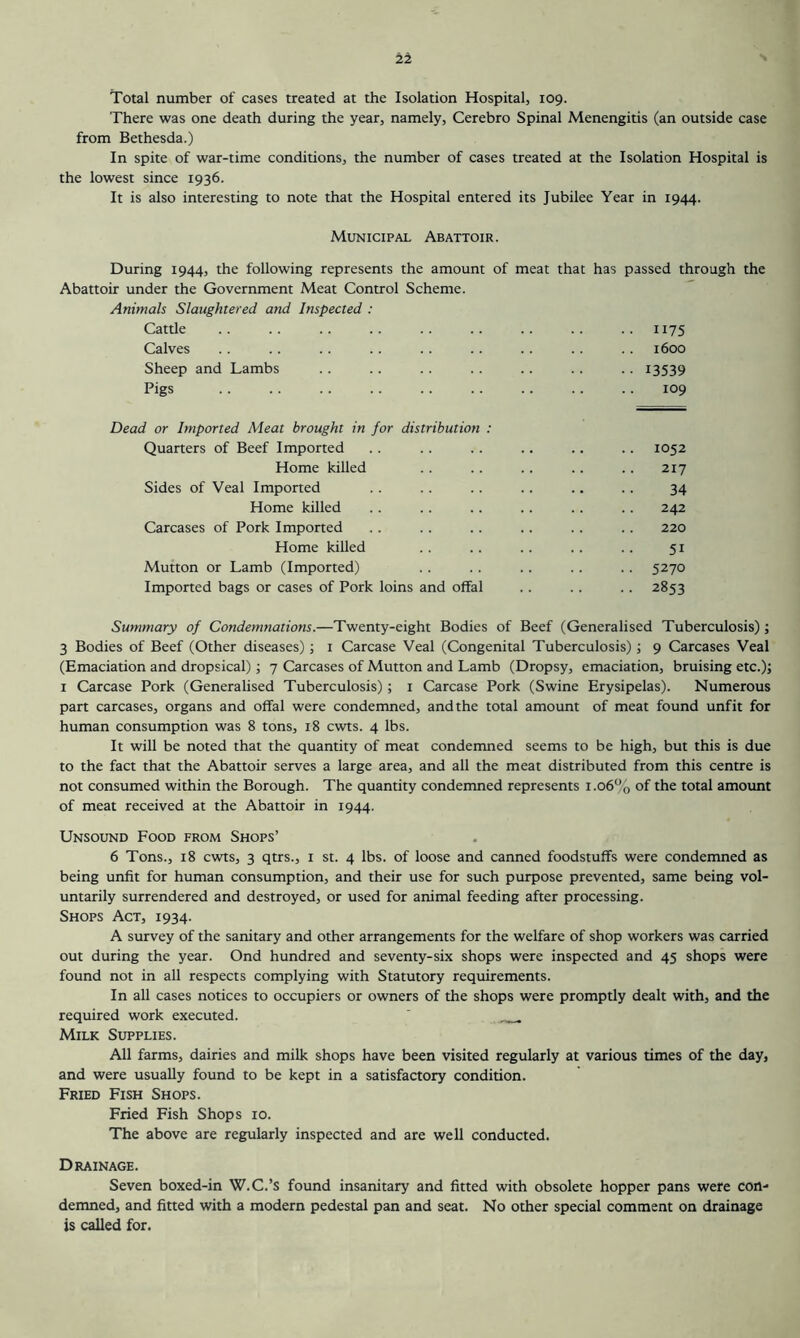 22
Total number of cases treated at the Isolation Hospital, 109.
There was one death during the year, namely, Cerebro Spinal Menengitis (an outside case
from Bethesda.)
In spite of war-time conditions, the number of cases treated at the Isolation Hospital is
the lowest since 1936.
It is also interesting to note that the Hospital entered its Jubilee Year in 1944.
Municipal Abattoir.
During 1944, the following represents the amount of meat that has passed through the
Abattoir under the Government Meat Control Scheme.
Animals Slaughtered and Inspected :
Cattle .. .. .. .. .. .. .. .. .. 1175
Calves .. .. .. .. .. .. .. .. .. 1600
Sheep and Lambs .. .. .. .. .. .. .. 13539
Pigs .. .. .. .. .. .. .. .. .. 109
Dead or Imported Meat brought in for distribution :
Quarters of Beef Imported .. .. .. .. .. .. 1052
Home killed .. .. .. .. .. 217
Sides of Veal Imported .. .. .. .. .. .. 34
Home killed .. .. .. .. .. .. 242
Carcases of Pork Imported .. .. .. .. .. .. 220
Home killed .. .. .. .. .. 51
Mutton or Lamb (Imported) .. .. .. .. .. 5270
Imported bags or cases of Pork loins and offal .. .. .. 2853
Summary of Condemnations.—Twenty-eight Bodies of Beef (Generalised Tuberculosis) ;
3 Bodies of Beef (Other diseases) ; 1 Carcase Veal (Congenital Tuberculosis) ; 9 Carcases Veal
(Emaciation and dropsical) ; 7 Carcases of Mutton and Lamb (Dropsy, emaciation, bruising etc.);
1 Carcase Pork (Generalised Tuberculosis) ; 1 Carcase Pork (Swine Erysipelas). Numerous
part carcases, organs and offal were condemned, and the total amount of meat found unfit for
human consumption was 8 tons, 18 cwts. 4 lbs.
It will be noted that the quantity of meat condemned seems to be high, but this is due
to the fact that the Abattoir serves a large area, and all the meat distributed from this centre is
not consumed within the Borough. The quantity condemned represents 1.06% of the total amount
of meat received at the Abattoir in 1944.
Unsound Food from Shops'
6 Tons., 18 cwts, 3 qtrs., 1 st. 4 lbs. of loose and canned foodstuffs were condemned as
being unfit for human consumption, and their use for such purpose prevented, same being vol-
untarily surrendered and destroyed, or used for animal feeding after processing.
Shops Act, 1934.
A survey of the sanitary and other arrangements for the welfare of shop workers was carried
out during the year. Ond hundred and seventy-six shops were inspected and 45 shops were
found not in all respects complying with Statutory requirements.
In all cases notices to occupiers or owners of the shops were promptly dealt with, and the
required work executed.
Milk Supplies.
All farms, dairies and milk shops have been visited regularly at various times of the day,
and were usually found to be kept in a satisfactory condition.
Fried Fish Shops.
Fried Fish Shops 10.
The above are regularly inspected and are well conducted.
Drainage.
Seven boxed-in W.C.'s found insanitary and fitted with obsolete hopper pans were con-
demned, and fitted with a modern pedestal pan and seat. No other special comment on drainage
is called for.